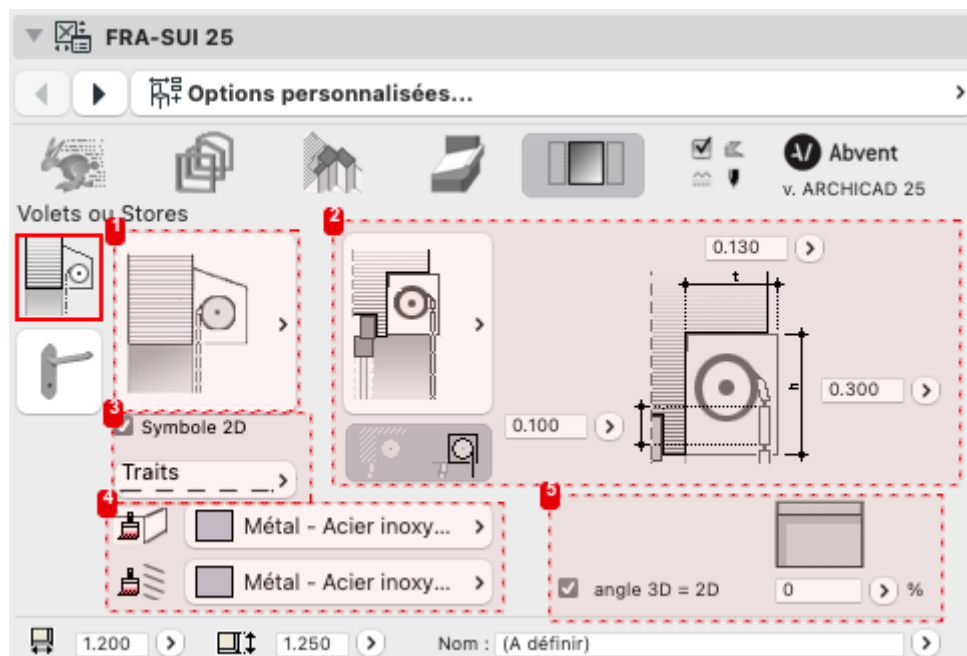 FRA-SUI 25
Options personnalisées...
Abvent
v. ARCHICAD 25
Volets ou Stores
1
2
0.130
t
h
0.300
0.100
3
Symbole 2D
Traits
4
5
Métal - Acier inoxy...
Métal - Acier inoxy...
angle 3D = 2D
0
%
1.200
1.250
Nom : (A définir)